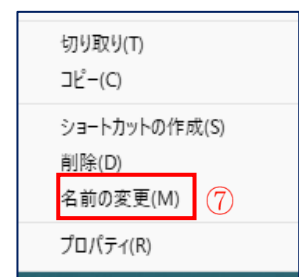 切り取り(T)
コピー(C)
ショートカットの作成(S)
削除(D)
名前の変更(M) ⑦
プロパティ(R)